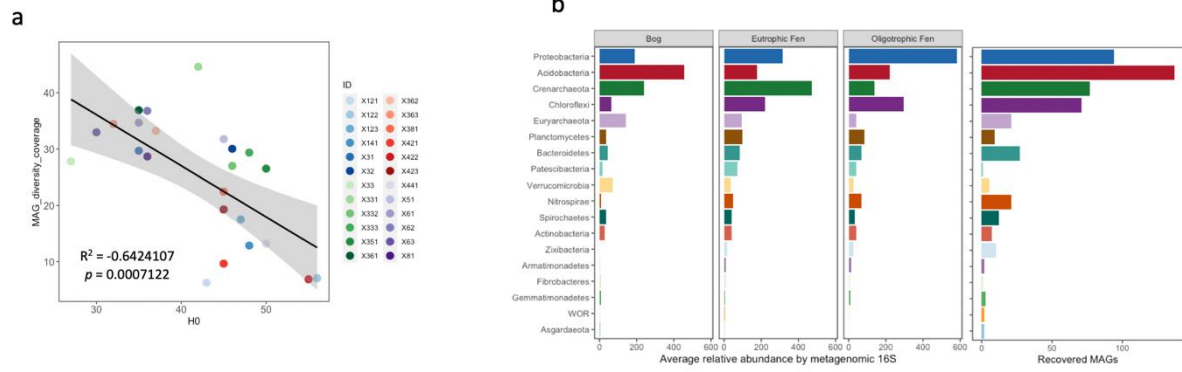 a
MAG_diversity_coverage
40
30
20
10
R² = -0.6424107
p = 0.0007122
30
40
50
H0
ID
X121
X122
X123
X141
X31
X32
X33
X331
X332
X333
X351
X361
X362
X363
X381
X421
X422
X423
X441
X51
X61
X62
X63
X81
b
Bog
Eutrophic Fen
Oligotrophic Fen
Proteobacteria
Acidobacteria
Crenarchaeota
Chloroflexi
Euryarchaeota
Planctomycetes
Bacteroidetes
Patescibacteria
Verrucomicrobia
Nitrospirae
Spirochaetes
Actinobacteria
Zixibacteria
Armatimonadetes
Fibrobacteres
Gemmatimonadetes
WOR
Asgardaeota
0 200 400 600
0 200 400 600
0 200 400 600
0 50 100
Average relative abundance by metagenomic 16S
Recovered MAGs